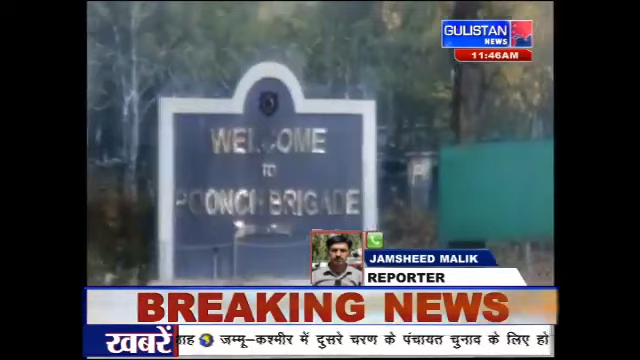 GULISTAN
NEWS
11:46AM
WELCOME
TO
POONCH BRIGADE
JAMSHEED MALIK
REPORTER
BREAKING NEWS
खबरें
जम्मू-कश्मीर में दुसरे चरण के पंचायत चुनाव के लिए हो